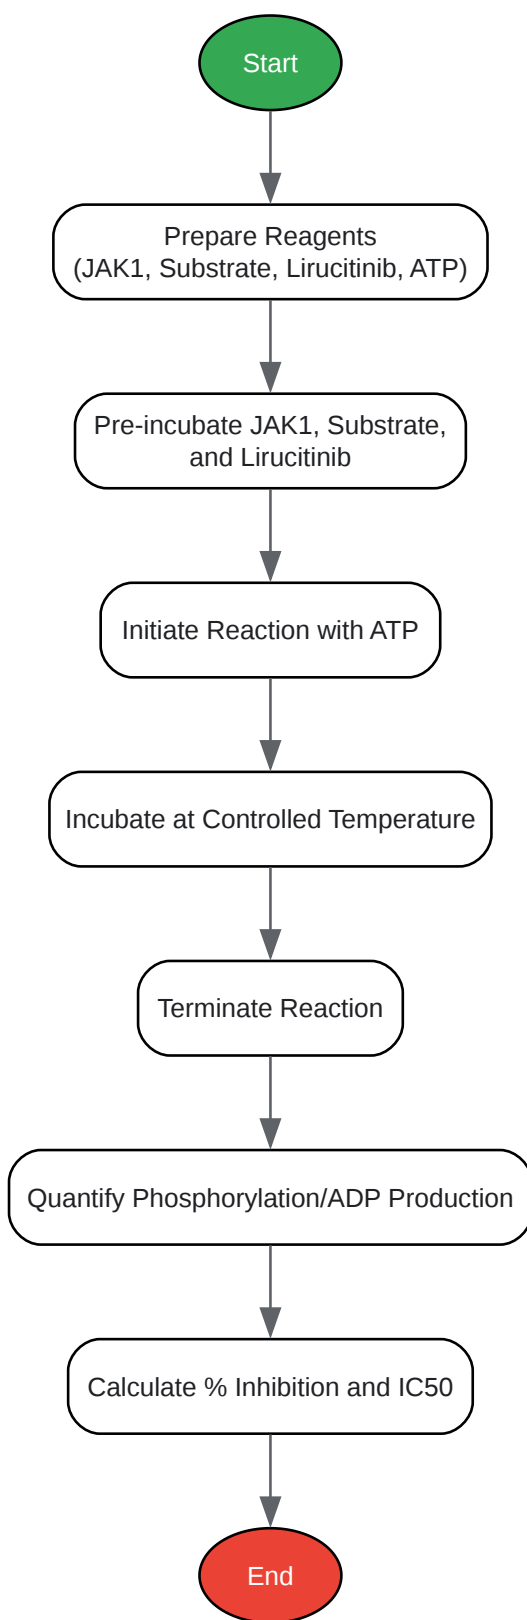 Start
Prepare Reagents
(JAK1, Substrate, Lirucitinib, ATP)
Pre-incubate JAK1, Substrate,
and Lirucitinib
Initiate Reaction with ATP
Incubate at Controlled Temperature
Terminate Reaction
Quantify Phosphorylation/ADP Production
Calculate % Inhibition and IC50
End